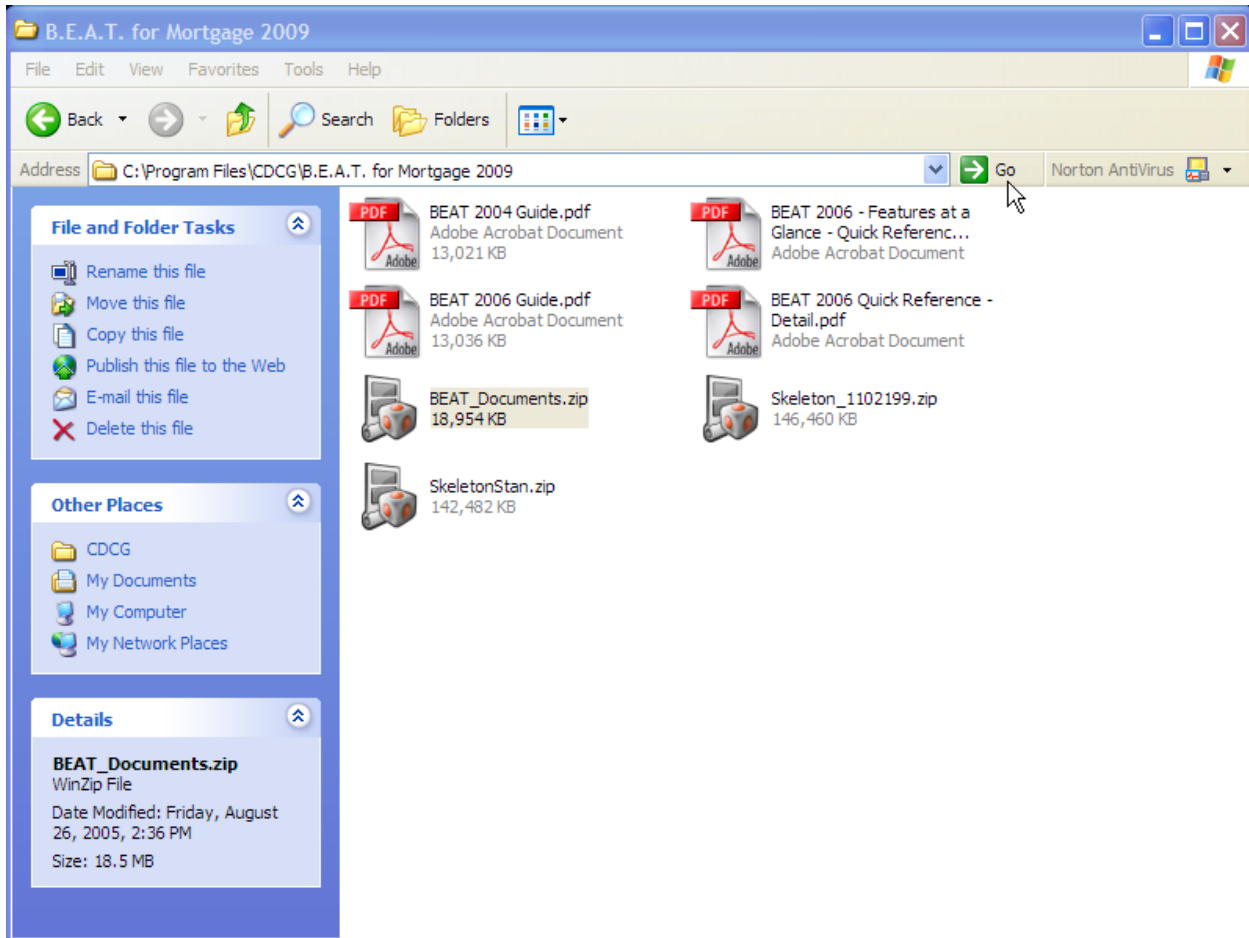 B.E.A.T. for Mortgage 2009
File Edit View Favorites Tools Help
Back Search Folders
Address C:\Program Files\CDCG\B.E.A.T. for Mortgage 2009 Go Norton AntiVirus
File and Folder Tasks
Rename this file
Move this file
Copy this file
Publish this file to the Web
E-mail this file
Delete this file
Other Places
CDCG
My Documents
My Computer
My Network Places
Details
BEAT_Documents.zip
WinZip File
Date Modified: Friday, August
26, 2005, 2:36 PM
Size: 18.5 MB
PDF
Adobe
BEAT 2004 Guide.pdf
Adobe Acrobat Document
13,021 KB
PDF
Adobe
BEAT 2006 - Features at a
Glance - Quick Referenc...
Adobe Acrobat Document
PDF
Adobe
BEAT 2006 Guide.pdf
Adobe Acrobat Document
13,036 KB
PDF
Adobe
BEAT 2006 Quick Reference -
Detail.pdf
Adobe Acrobat Document
BEAT_Documents.zip
18,954 KB
Skeleton_1102199.zip
146,460 KB
SkeletonStan.zip
142,482 KB